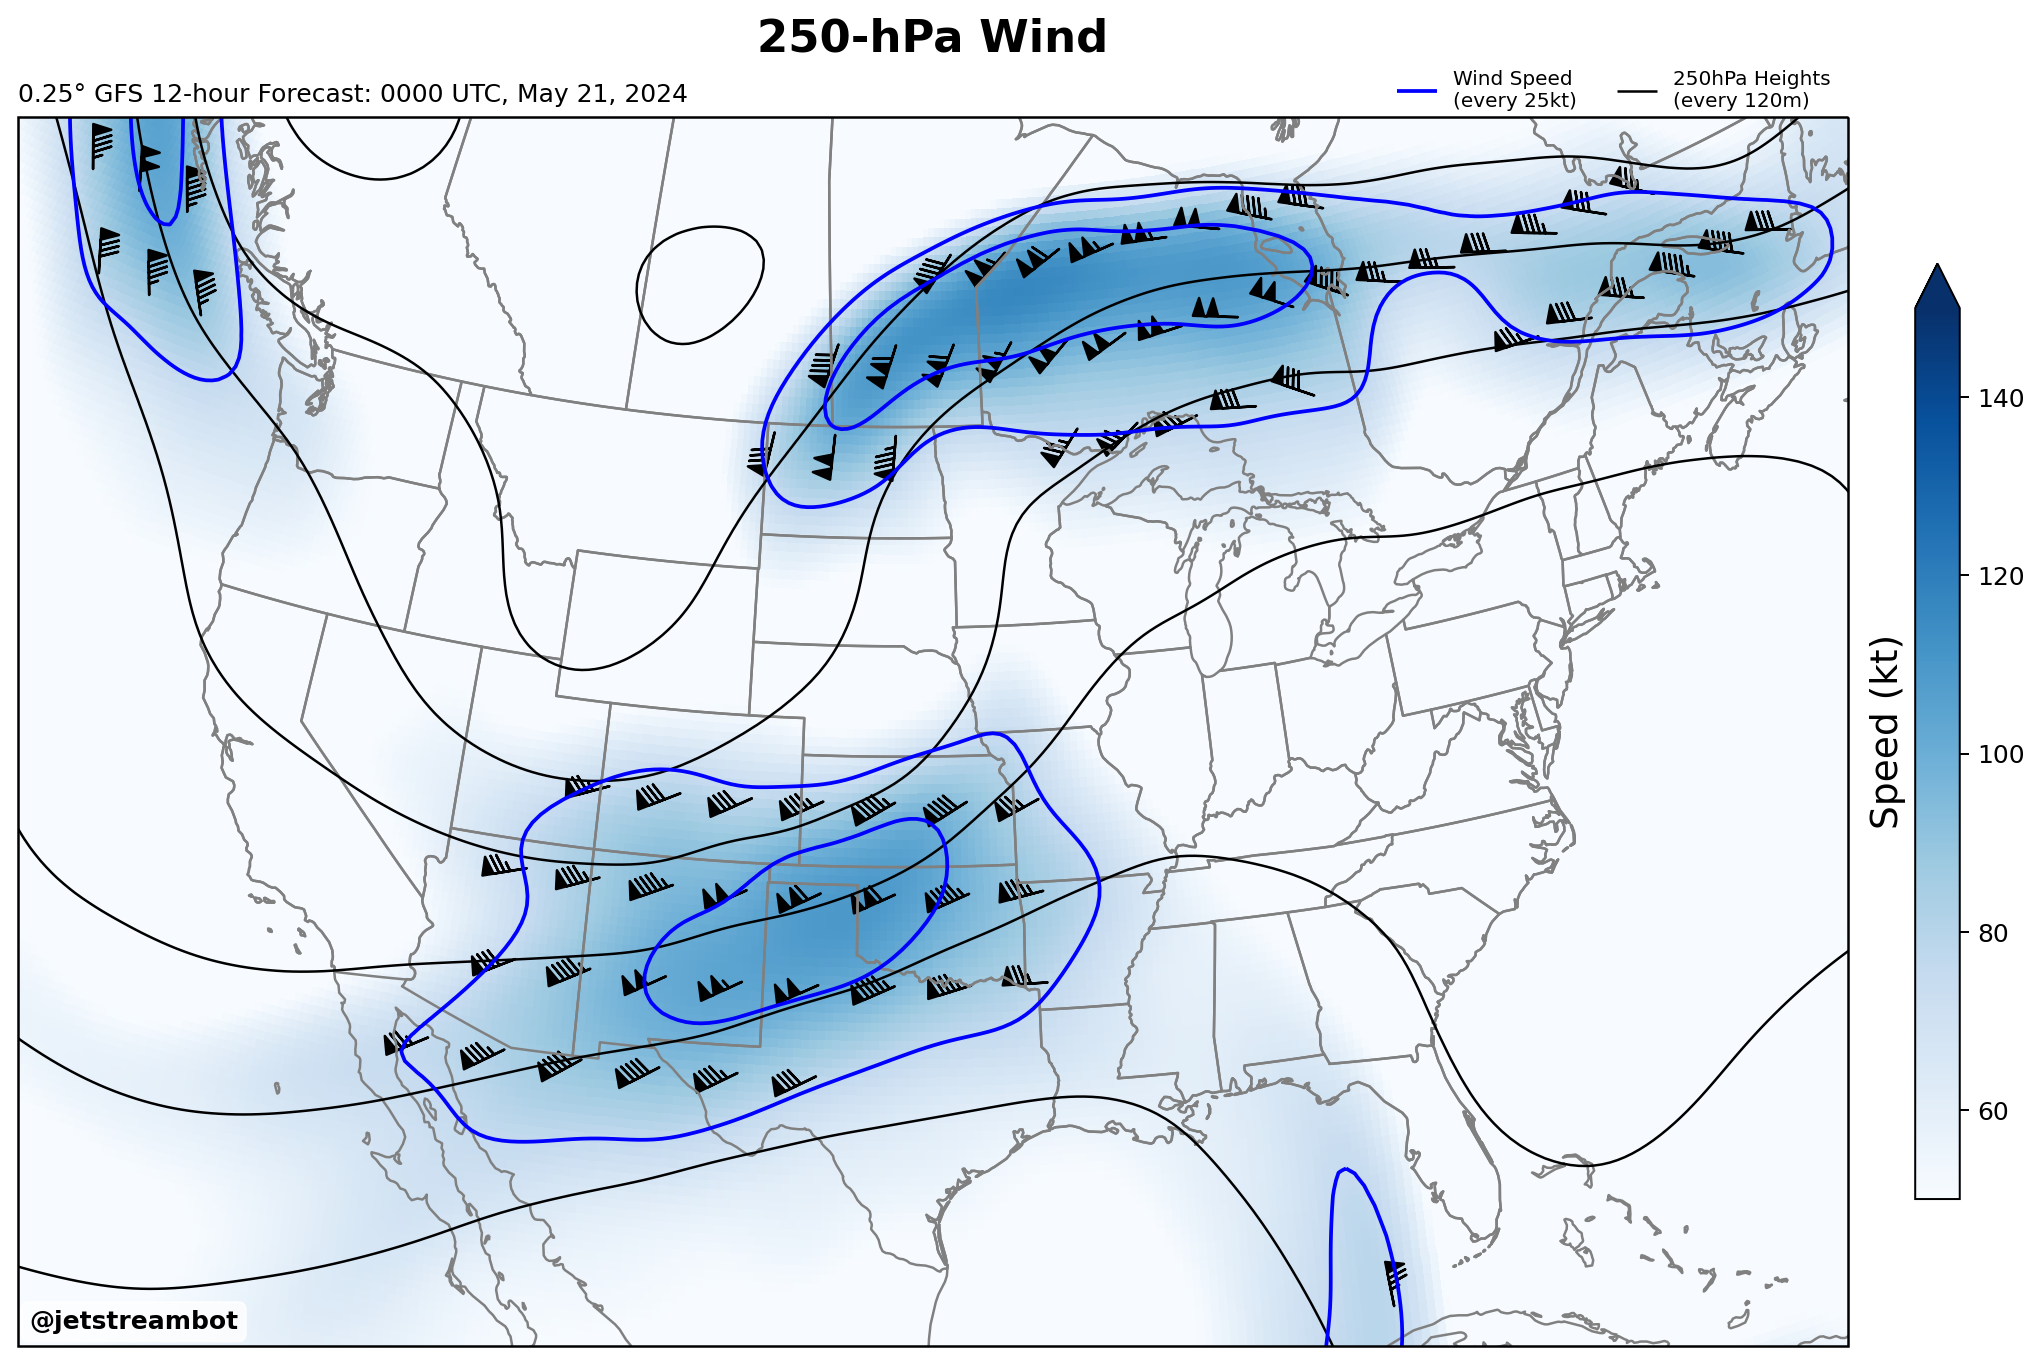 250-hPa Wind
0.25° GFS 12-hour Forecast: 0000 UTC, May 21, 2024
Wind Speed
(every 25kt)
250hPa Heights
(every 120m)
140
120
100
80
60
Speed (kt)
@jetstreambot